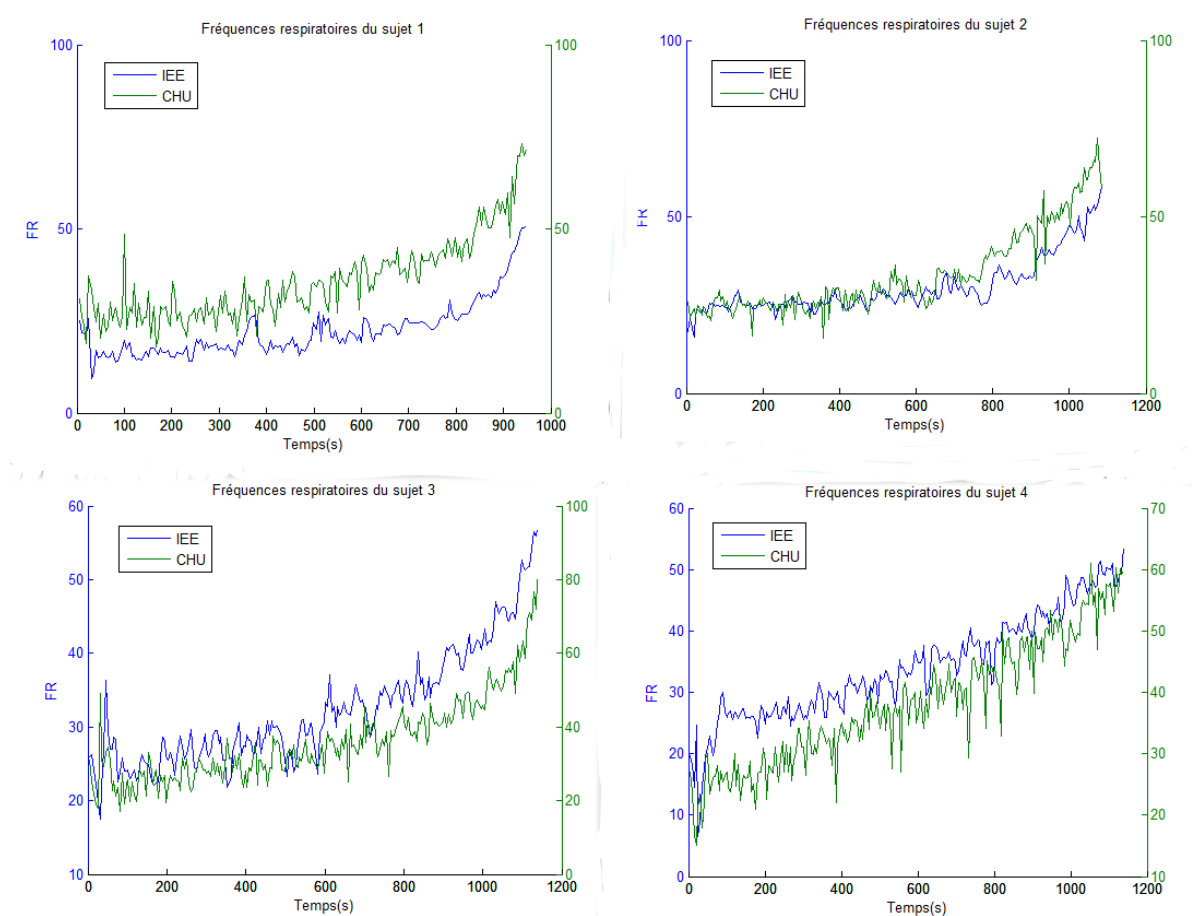 Fréquences respiratoires du sujet 1
100
100
IEE
CHU
FR
50
50
0
0
0 100 200 300 400 500 600 700 800 900 1000
Temps(s)
Fréquences respiratoires du sujet 2
100
100
IEE
CHU
FR
50
50
0
0
0 200 400 600 800 1000 1200
Temps(s)
Fréquences respiratoires du sujet 3
60
100
IEE
CHU
50
80
40
60
FR
30
40
20
20
10
0
0 200 400 600 800 1000 1200
Temps(s)
Fréquences respiratoires du sujet 4
60
70
IEE
CHU
50
60
40
50
FR
30
40
20
30
10
20
0
10
0 200 400 600 800 1000 1200
Temps(s)